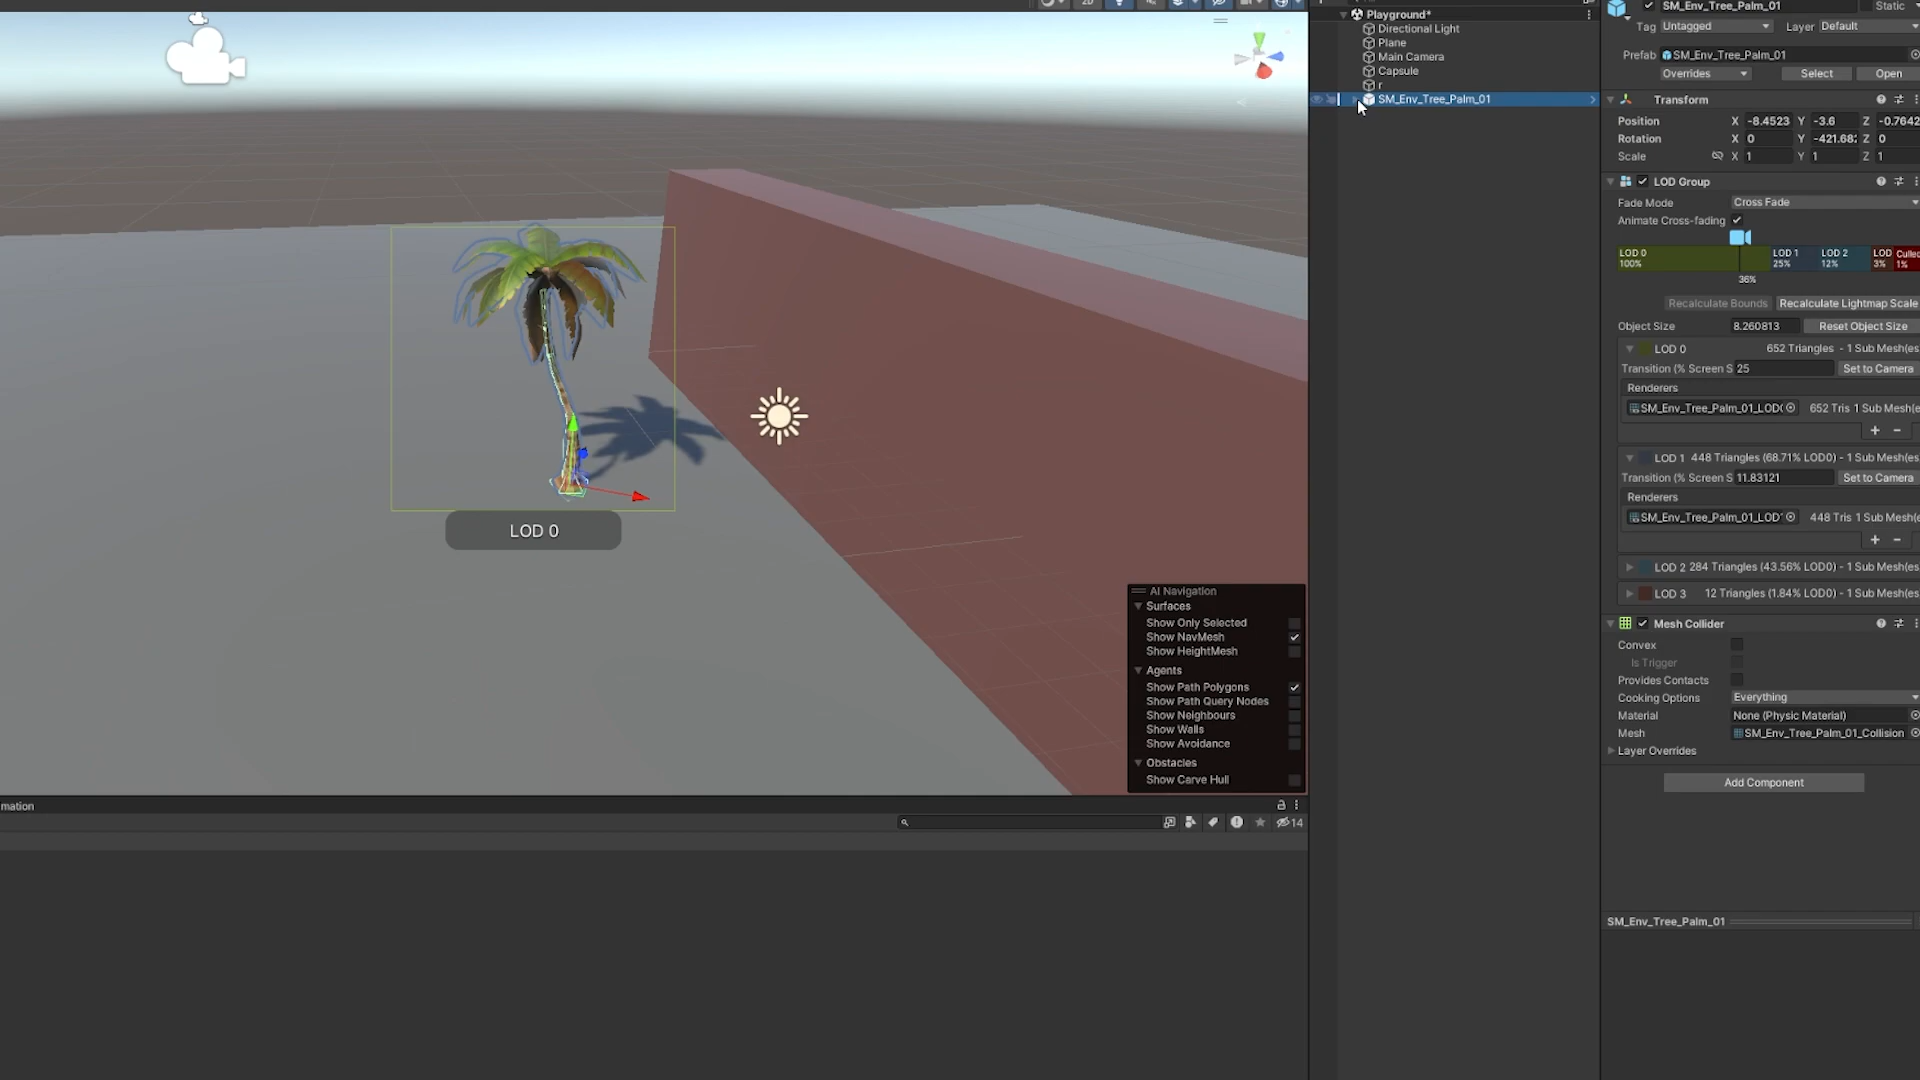 2D
Playground*
Directional Light
Plane
Main Camera
Capsule
r
SM_Env_Tree_Palm_01
SM_Env_Tree_Palm_01 Static
Tag Untagged Layer Default
Prefab SM_Env_Tree_Palm_01
Overrides Select Open
Transform
Position X -8.4523 Y -3.6 Z -0.7642
Rotation X 0 Y -421.68: Z 0
Scale X 1 Y 1 Z 1
LOD Group
Fade Mode Cross Fade
Animate Cross-fading
LOD 0 LOD 1 LOD 2 LOD Culled
100% 25% 12% 3% 1%
36%
Recalculate Bounds Recalculate Lightmap Scale
Object Size 8.260813 Reset Object Size
LOD 0 652 Triangles - 1 Sub Mesh(es
Transition (% Screen S 25 Set to Camera
Renderers
SM_Env_Tree_Palm_01_LOD( 652 Tris 1 Sub Mesh(e
+ −
LOD 1 448 Triangles (68.71% LOD0) - 1 Sub Mesh(es
Transition (% Screen S 11.83121 Set to Camera
Renderers
SM_Env_Tree_Palm_01_LOD' 448 Tris 1 Sub Mesh(e
+ −
LOD 2 284 Triangles (43.56% LOD0) - 1 Sub Mesh(es
LOD 3 12 Triangles (1.84% LOD0) - 1 Sub Mesh(es
Mesh Collider
Convex
Is Trigger
Provides Contacts
Cooking Options Everything
Material None (Physic Material)
Mesh SM_Env_Tree_Palm_01_Collision
Layer Overrides
Add Component
SM_Env_Tree_Palm_01
LOD 0
AI Navigation
Surfaces
Show Only Selected
Show NavMesh
Show HeightMesh
Agents
Show Path Polygons
Show Path Query Nodes
Show Neighbours
Show Walls
Show Avoidance
Obstacles
Show Carve Hull
mation
14